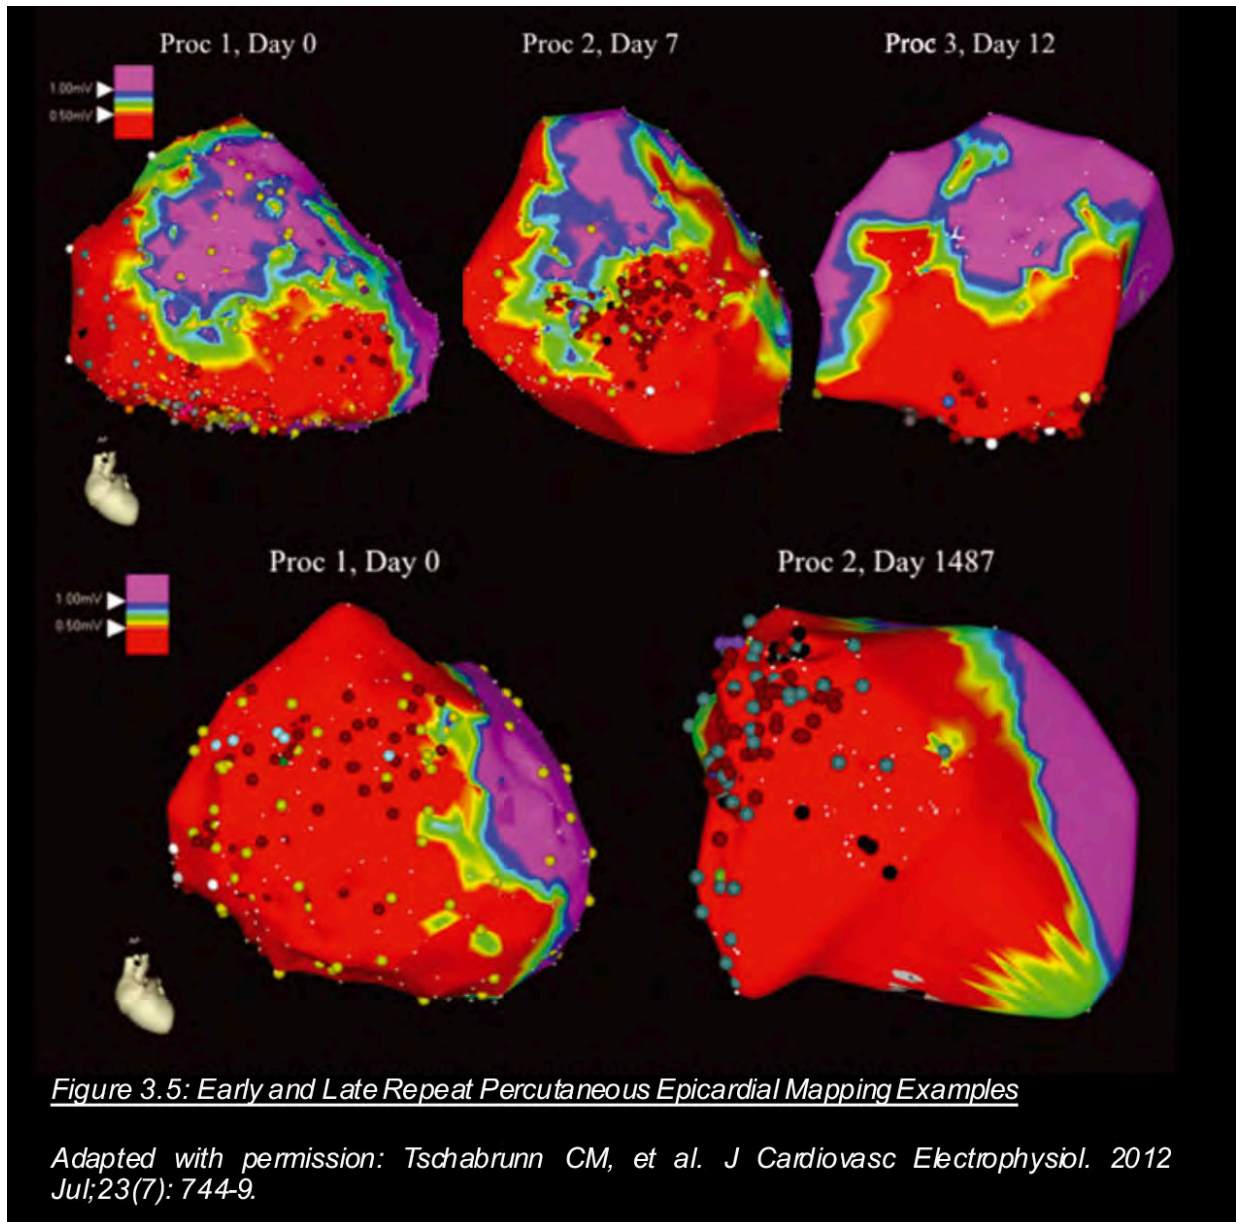 Proc 1, Day 0
Proc 2, Day 7
Proc 3, Day 12
1.00mV
0.50mV
Proc 1, Day 0
Proc 2, Day 1487
1.00mV
0.50mV
Figure 3.5: Early and Late Repeat Percutaneous Epicardial Mapping Examples
Adapted with permission: Tschabrunn CM, et al. J Cardiovasc Electrophysiol. 2012
Jul;23(7): 744-9.